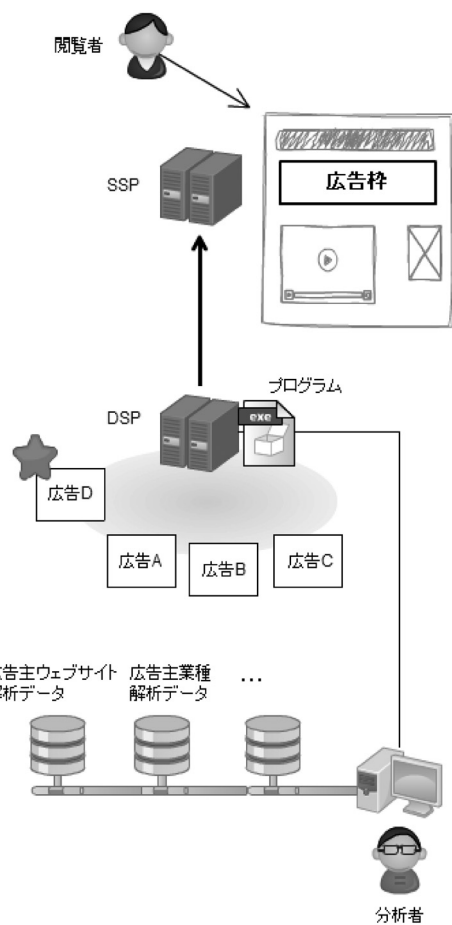 閲覧者
SSP
広告枠
プログラム
DSP
exe
広告D
広告A
広告B
広告C
告主ウェブサイト
解析データ
広告主業種
解析データ
...
分析者